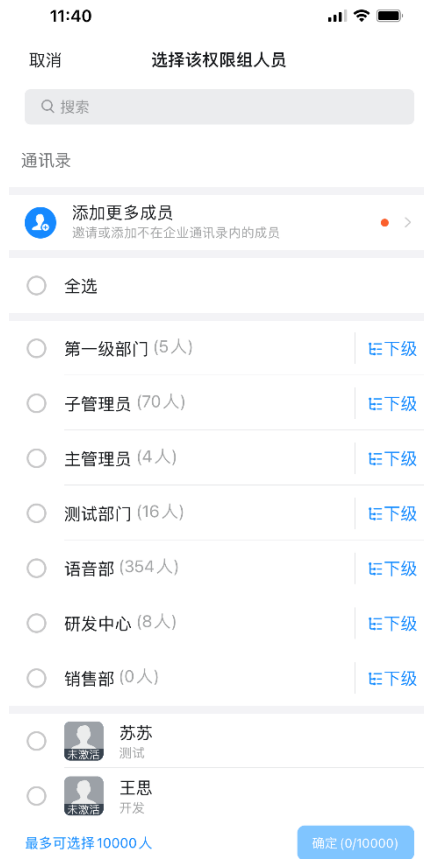 11:40
取消 选择该权限组人员
搜索
通讯录
添加更多成员
邀请或添加不在企业通讯录内的成员
全选
第一级部门 (5人) 下级
子管理员 (70人) 下级
主管理员 (4人) 下级
测试部门 (16人) 下级
语音部 (354人) 下级
研发中心 (8人) 下级
销售部 (0人) 下级
苏苏
未激活 测试
王思
未激活 开发
最多可选择10000人 确定 (0/10000)